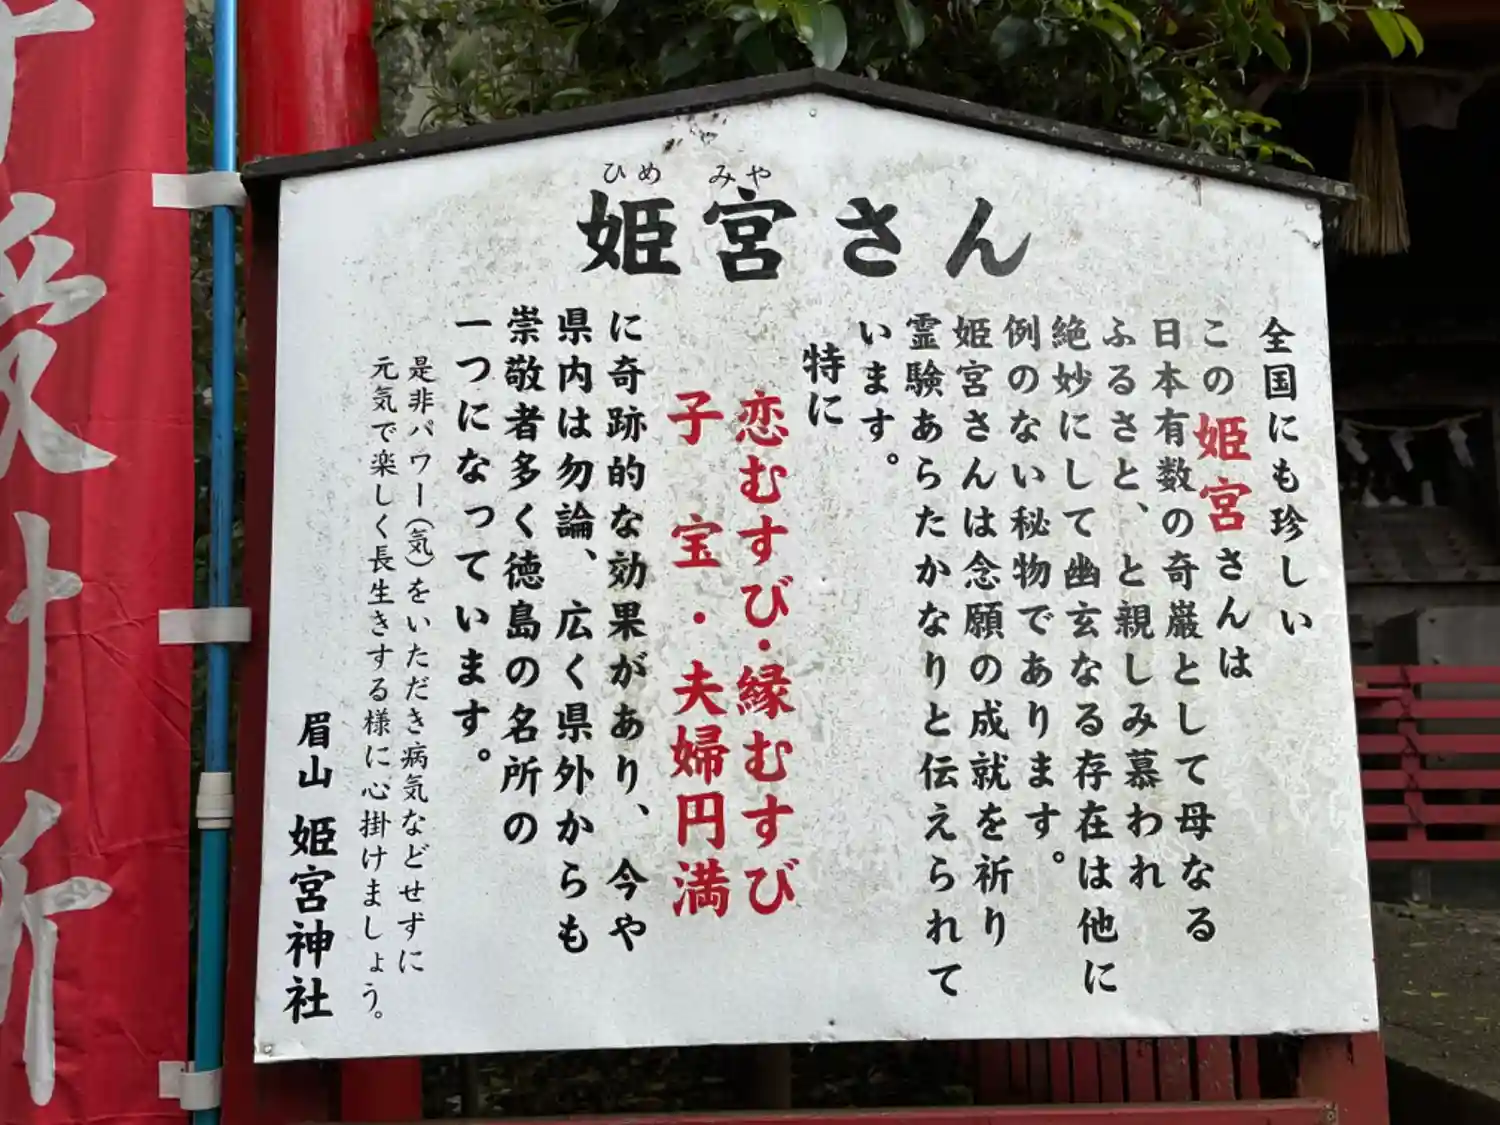 ひめ みや
姫宮さん
全国にも珍しい
この姫宮さんは
日本有数の奇巌として母なる
ふるさと、と親しみ慕われ
絶妙にして幽玄なる存在は他に
例のない秘物であります。
姫宮さんは念願の成就を祈り
霊験あらたかなりと伝えられて
います。
特に
恋むすび・縁むすび
子宝・夫婦円満
に奇跡的な効果があり、今や
県内は勿論、広く県外からも
崇敬者多く徳島の名所の
一つになっています。
是非パワー(気)をいただき病気などせずに
元気で楽しく長生きする様に心掛けましょう。
眉山 姫宮神社
受け祈